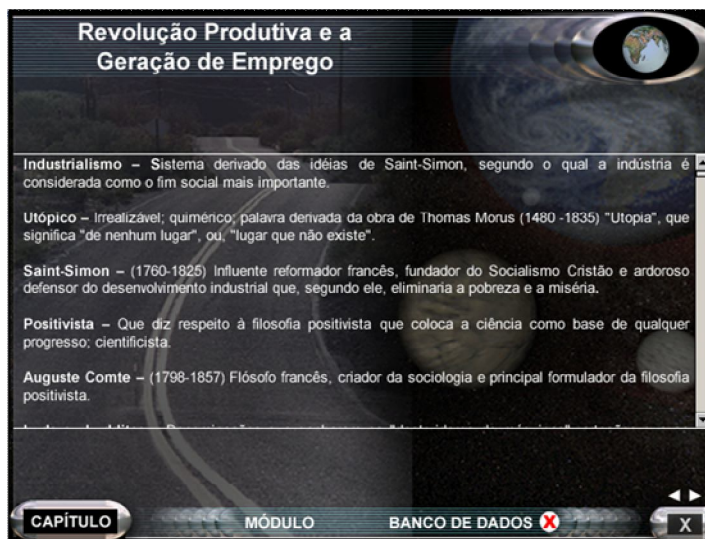 Revolução Produtiva e a
Geração de Emprego
Industrialismo – Sistema derivado das idéias de Saint-Simon, segundo o qual a indústria é
considerada como o fim social mais importante.
Utópico – Irrealizável; quimérico; palavra derivada da obra de Thomas Morus (1480 -1835) "Utopia", que
significa "de nenhum lugar", ou, "lugar que não existe".
Saint-Simon – (1760-1825) Influente reformador francês, fundador do Socialismo Cristão e ardoroso
defensor do desenvolvimento industrial que, segundo ele, eliminaria a pobreza e a miséria.
Positivista – Que diz respeito à filosofia positivista que coloca a ciência como base de qualquer
progresso; cientificista.
Auguste Comte – (1798-1857) Flósofo francês, criador da sociologia e principal formulador da filosofia
positivista.
CAPÍTULO
MÓDULO
BANCO DE DADOS X
X